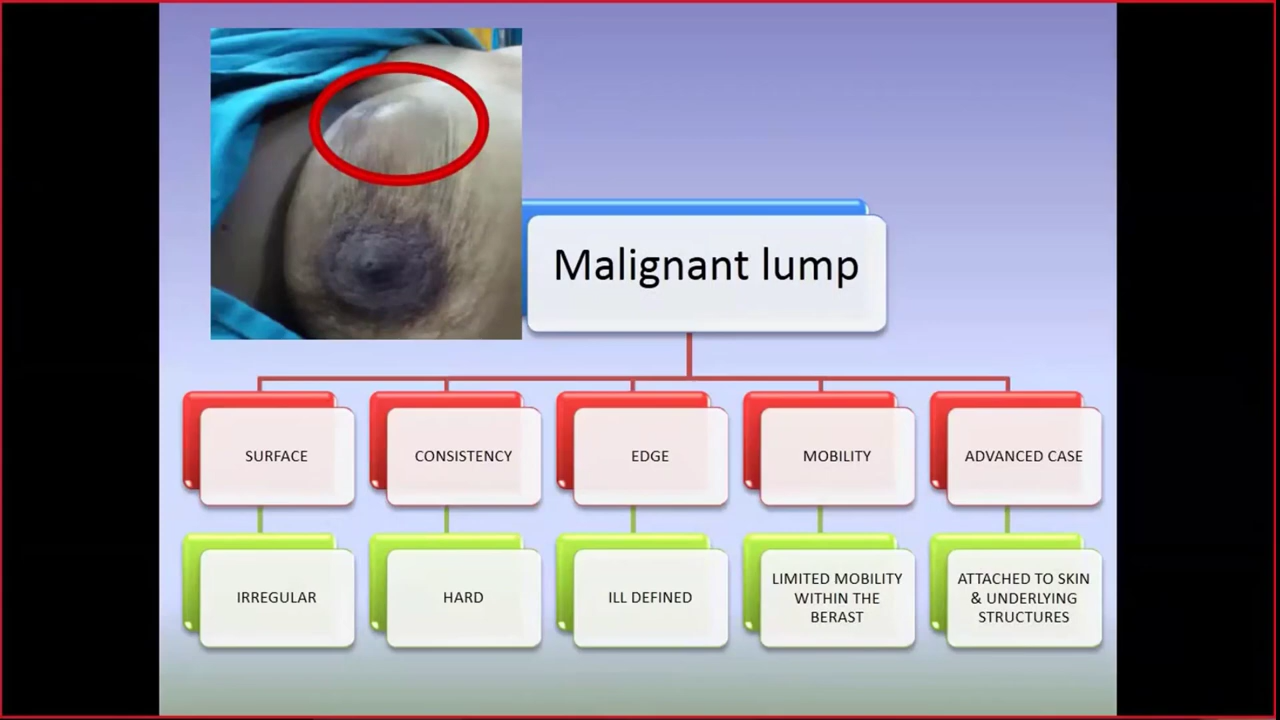 Malignant lump
SURFACE
CONSISTENCY
EDGE
MOBILITY
ADVANCED CASE
IRREGULAR
HARD
ILL DEFINED
LIMITED MOBILITY
WITHIN THE
BERAST
ATTACHED TO SKIN
& UNDERLYING
STRUCTURES